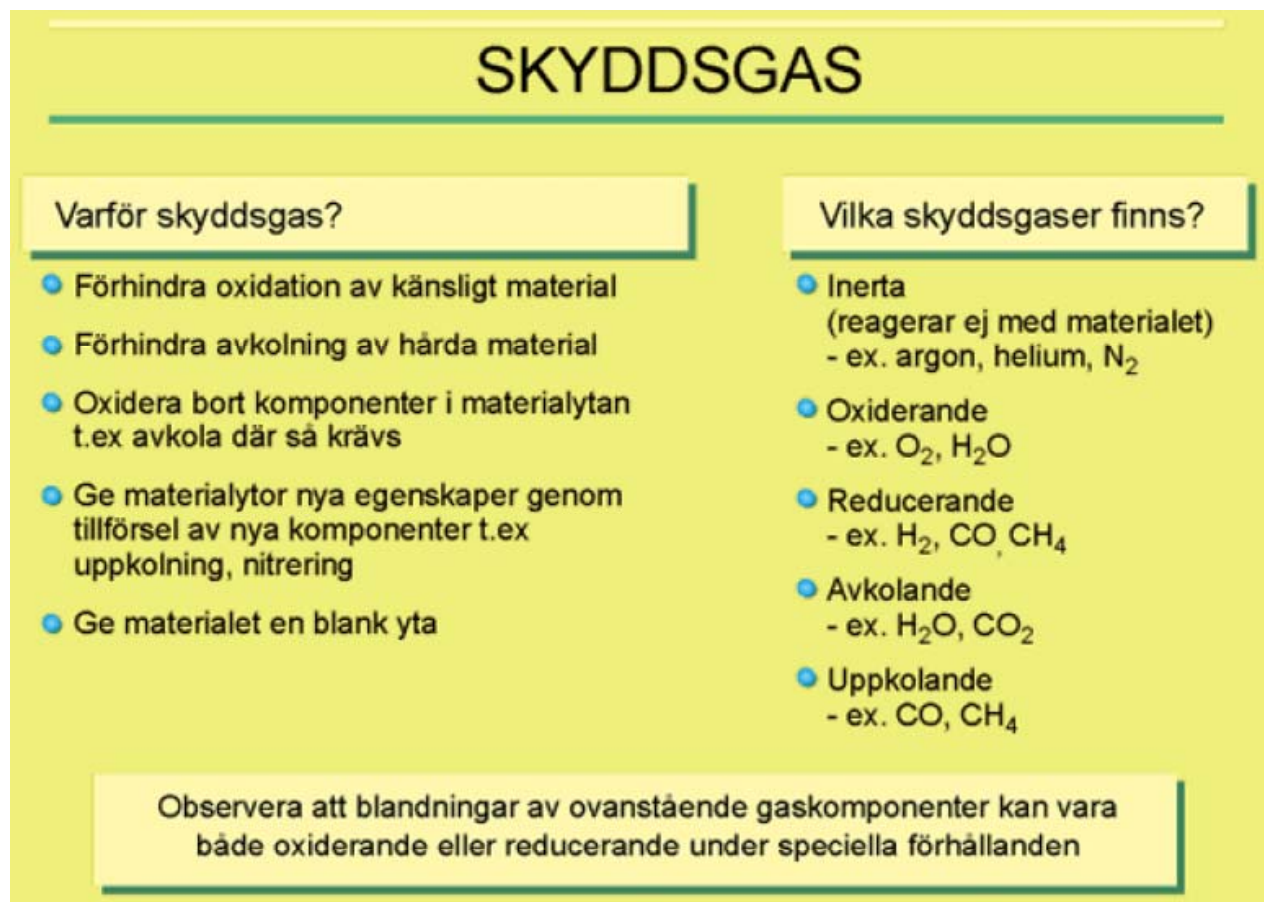 SKYDDSGAS
Varför skyddsgas?
Förhindra oxidation av känsligt material
Förhindra avkolning av hårda material
Oxidera bort komponenter i materialytan
t.ex avkola där så krävs
Ge materialytor nya egenskaper genom
tillförsel av nya komponenter t.ex
uppkolning, nitrering
Ge materialet en blank yta
Vilka skyddsgaser finns?
Inerta
(reagerar ej med materialet)
- ex. argon, helium, N₂
Oxiderande
- ex. O₂, H₂O
Reducerande
- ex. H₂, CO, CH₄
Avkolande
- ex. H₂O, CO₂
Uppkolande
- ex. CO, CH₄
Observera att blandningar av ovanstående gaskomponenter kan vara
både oxiderande eller reducerande under speciella förhållanden